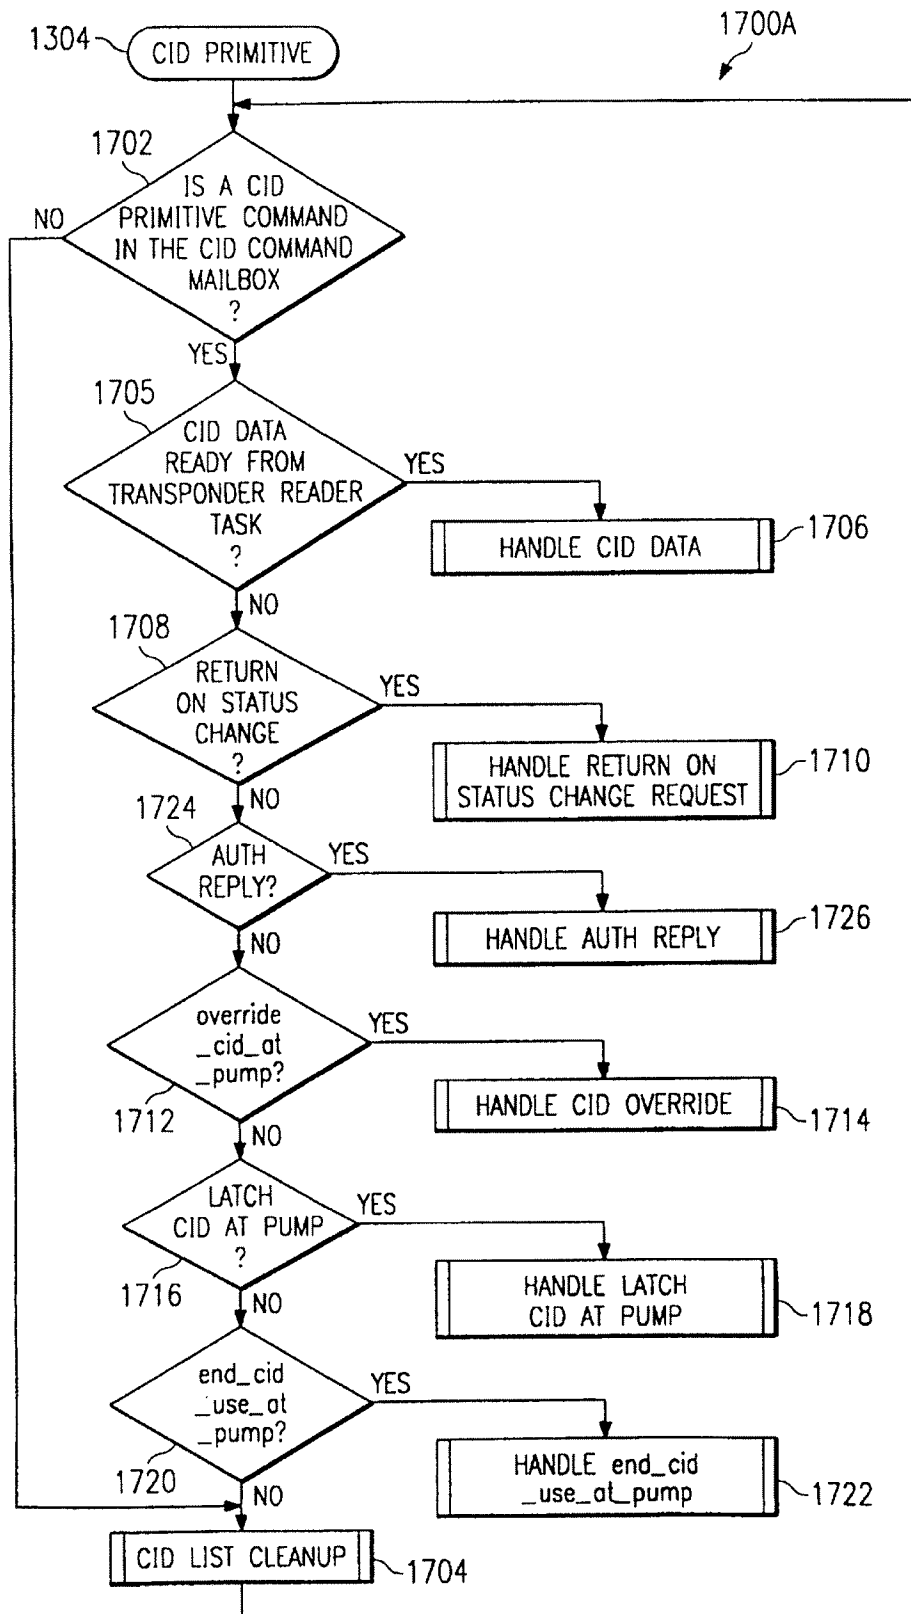 1304
CID PRIMITIVE
1700A
1702
IS A CID
PRIMITIVE COMMAND
IN THE CID COMMAND
MAILBOX
?
NO
YES
1705
CID DATA
READY FROM
TRANSPONDER READER
TASK
?
YES
HANDLE CID DATA
1706
NO
1708
RETURN
ON STATUS
CHANGE
?
YES
HANDLE RETURN ON
STATUS CHANGE REQUEST
1710
NO
1724
AUTH
REPLY?
YES
HANDLE AUTH REPLY
1726
NO
override
_cid_at
_pump?
YES
1712
HANDLE CID OVERRIDE
1714
NO
LATCH
CID AT PUMP
?
YES
1716
HANDLE LATCH
CID AT PUMP
1718
NO
end_cid
_use_at
_pump?
YES
1720
HANDLE end_cid
_use_at_pump
1722
NO
CID LIST CLEANUP
1704